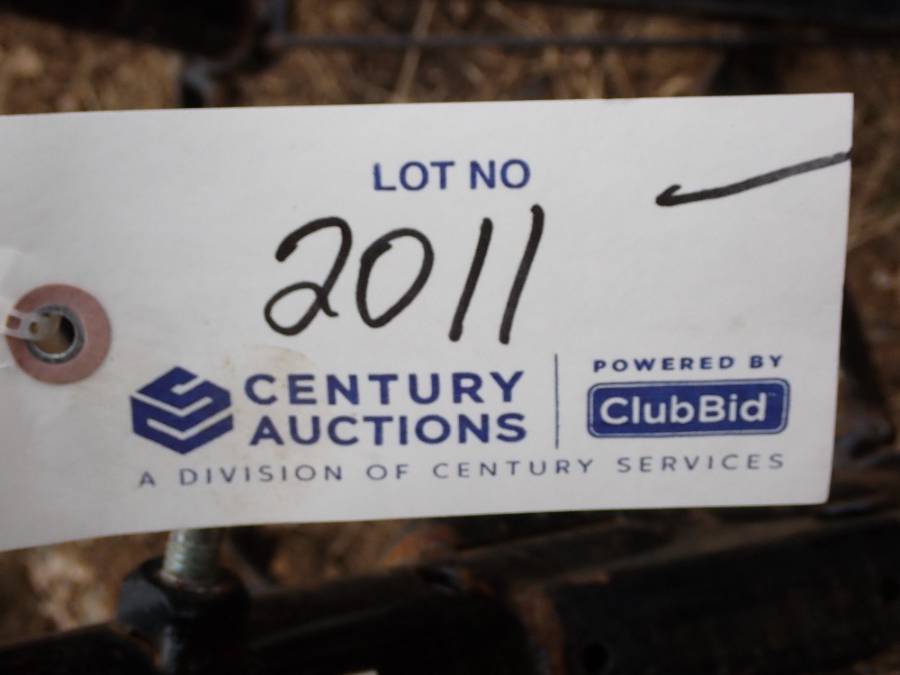 LOT NO
2011
CENTURY AUCTIONS
POWERED BY
ClubBid
A DIVISION OF CENTURY SERVICES